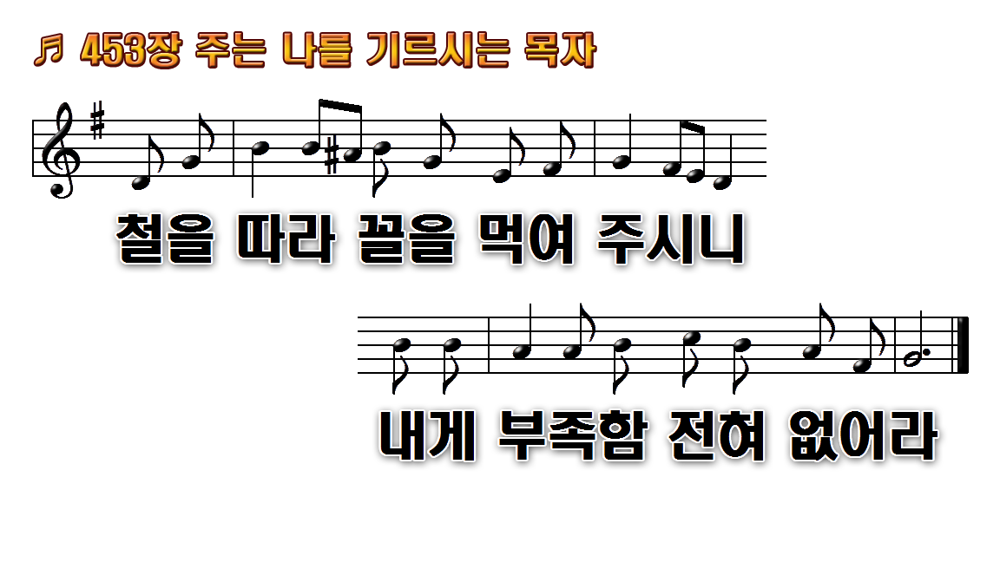 ♬ 453장 주는 나를 기르시는 목자
철을 따라 꼴을 먹여 주시니
내게 부족함 전혀 없어라